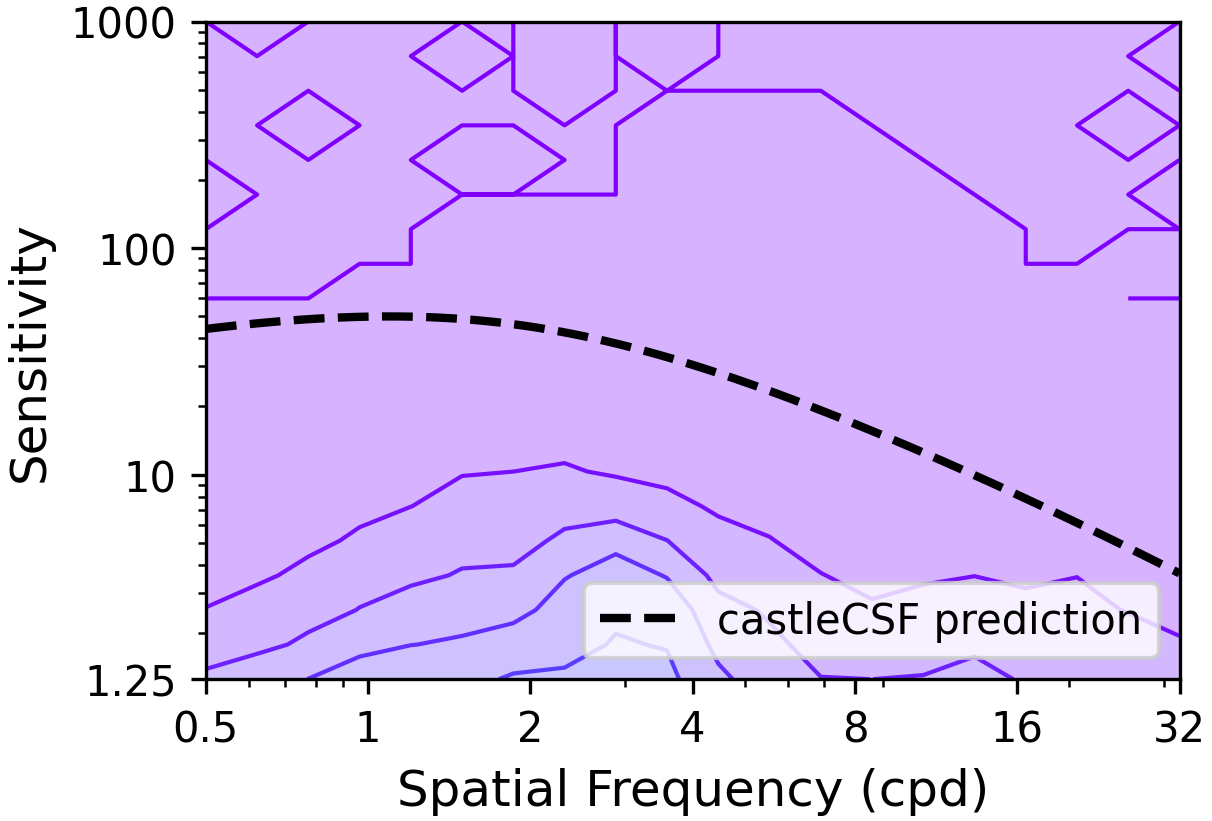 1000
100
10
1.25
Sensitivity
castleCSF prediction
0.5 1 2 4 8 16 32
Spatial Frequency (cpd)